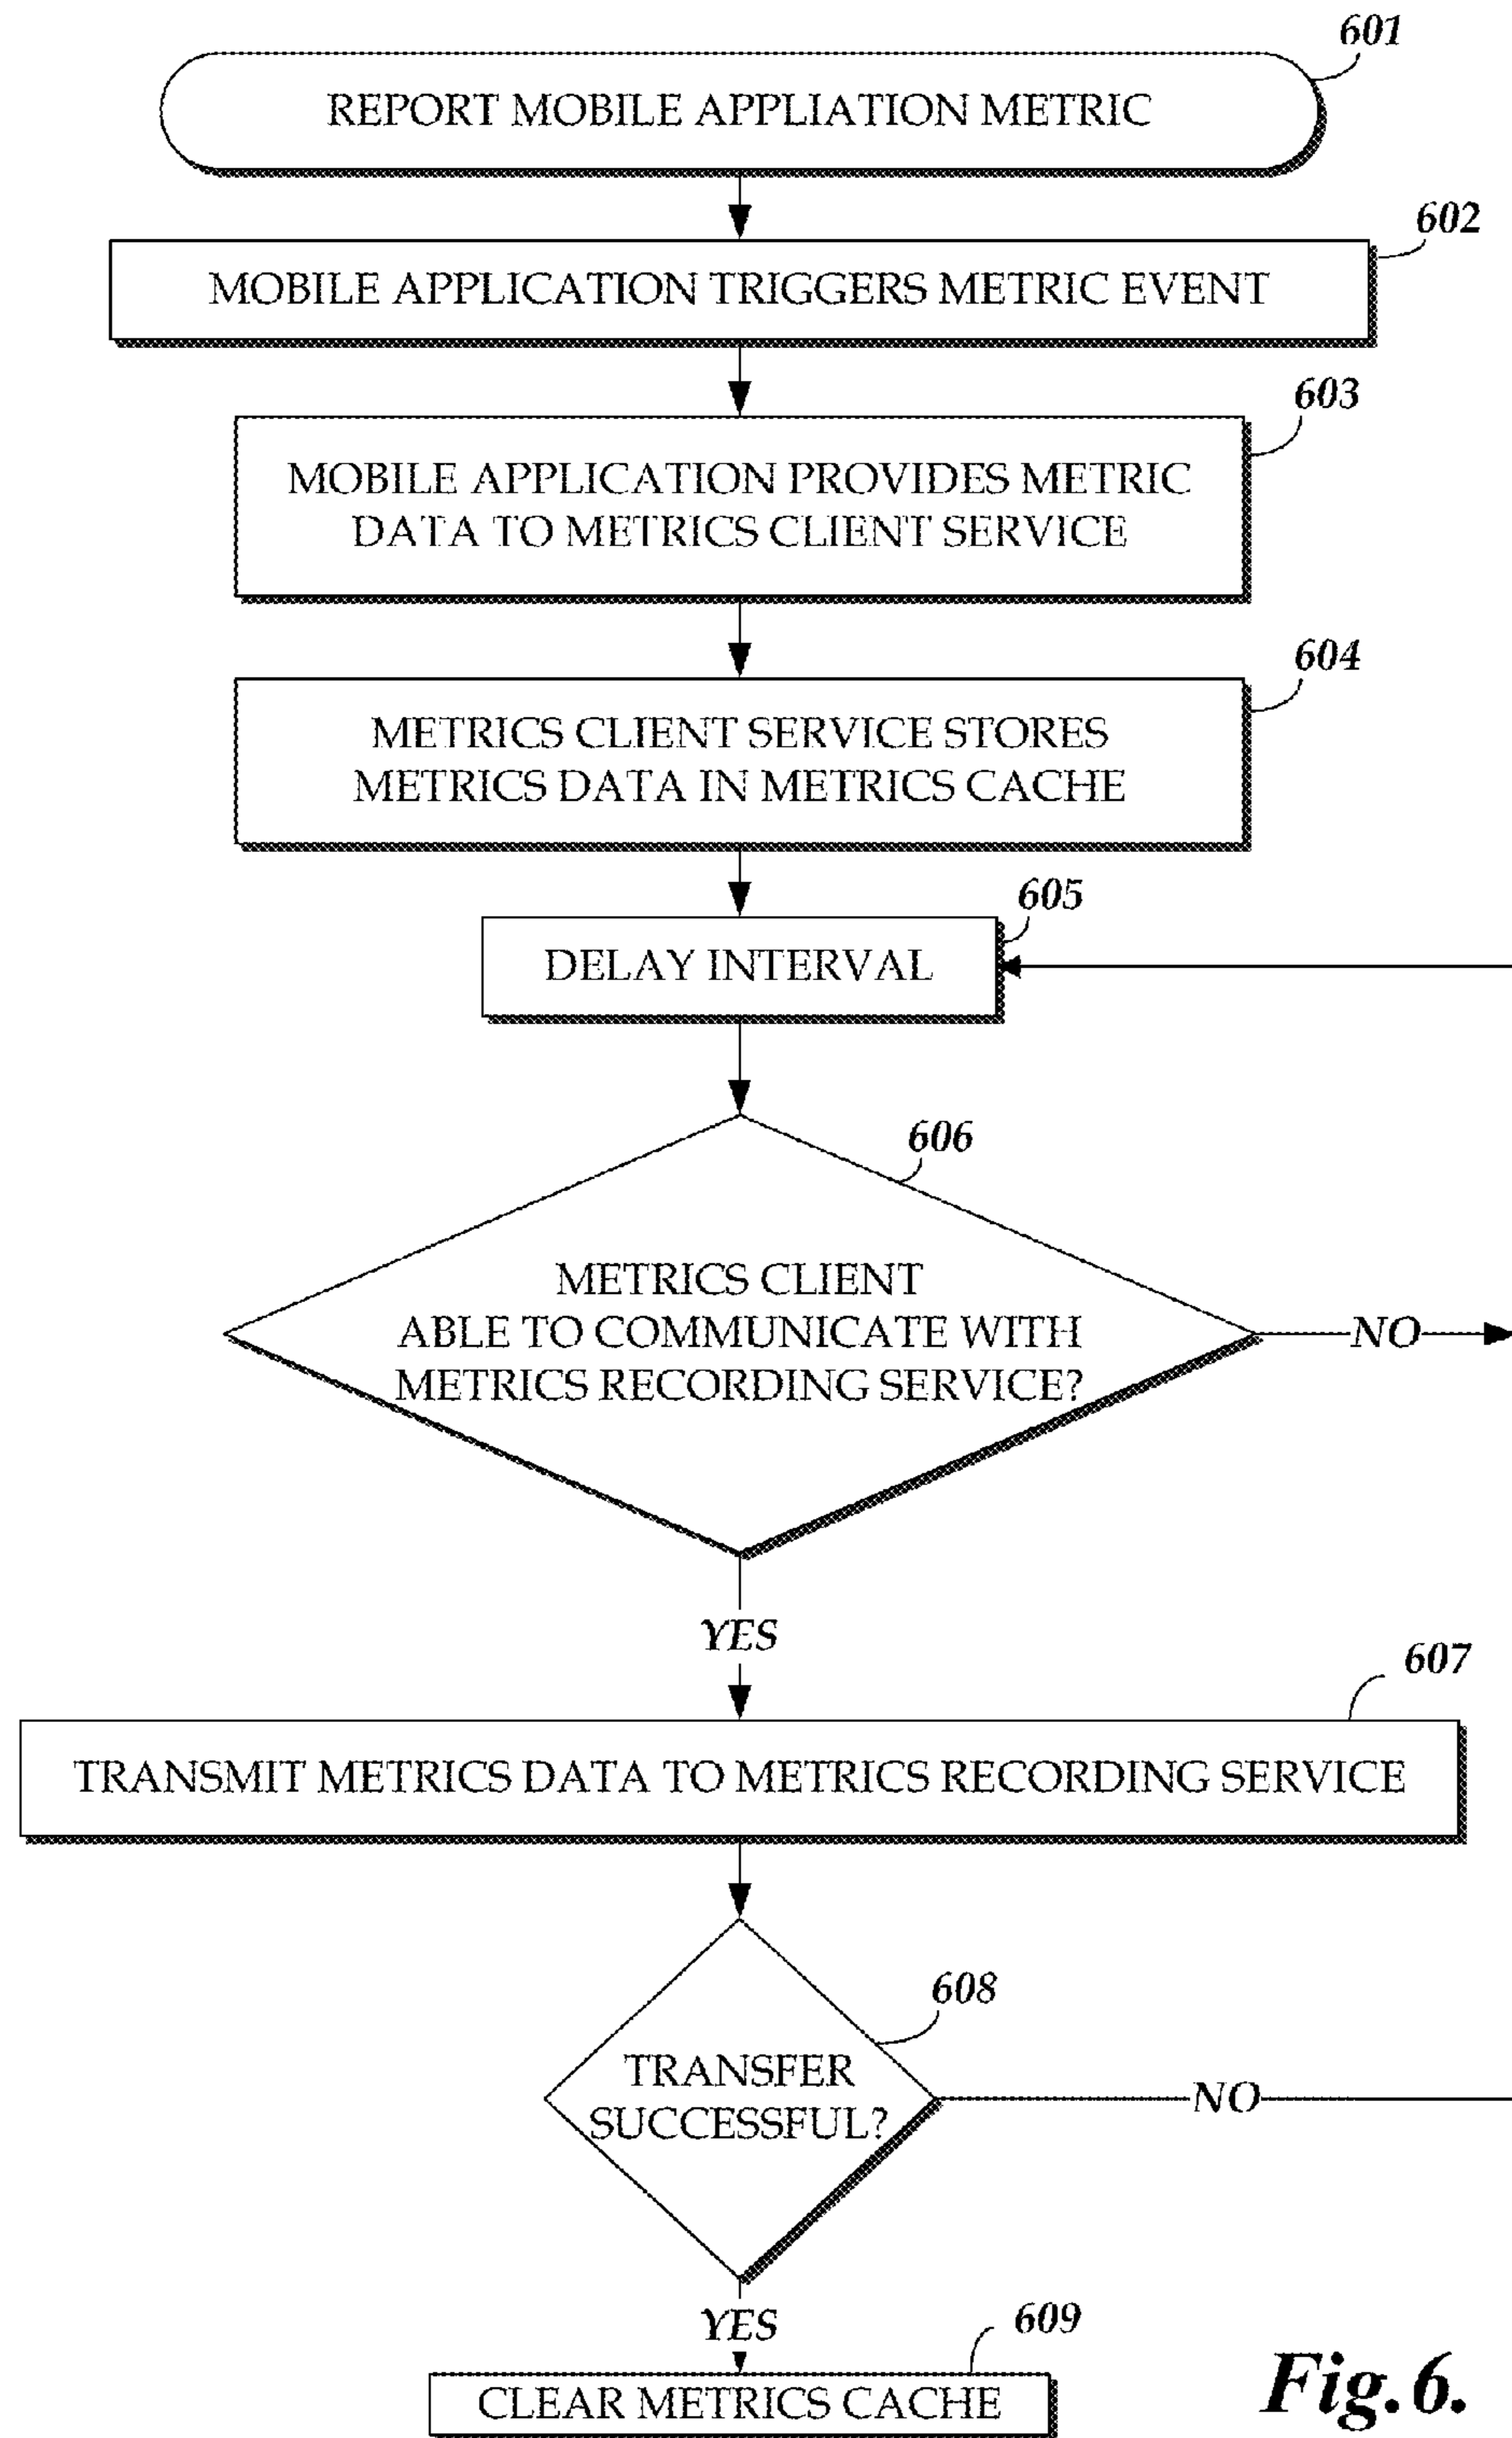 601
REPORT MOBILE APPLIATION METRIC
602
MOBILE APPLICATION TRIGGERS METRIC EVENT
603
MOBILE APPLICATION PROVIDES METRIC
DATA TO METRICS CLIENT SERVICE
604
METRICS CLIENT SERVICE STORES
METRICS DATA IN METRICS CACHE
605
DELAY INTERVAL
606
METRICS CLIENT
ABLE TO COMMUNICATE WITH
METRICS RECORDING SERVICE?
NO
YES
607
TRANSMIT METRICS DATA TO METRICS RECORDING SERVICE
608
TRANSFER
SUCCESSFUL?
NO
YES
609
CLEAR METRICS CACHE
Fig.6.